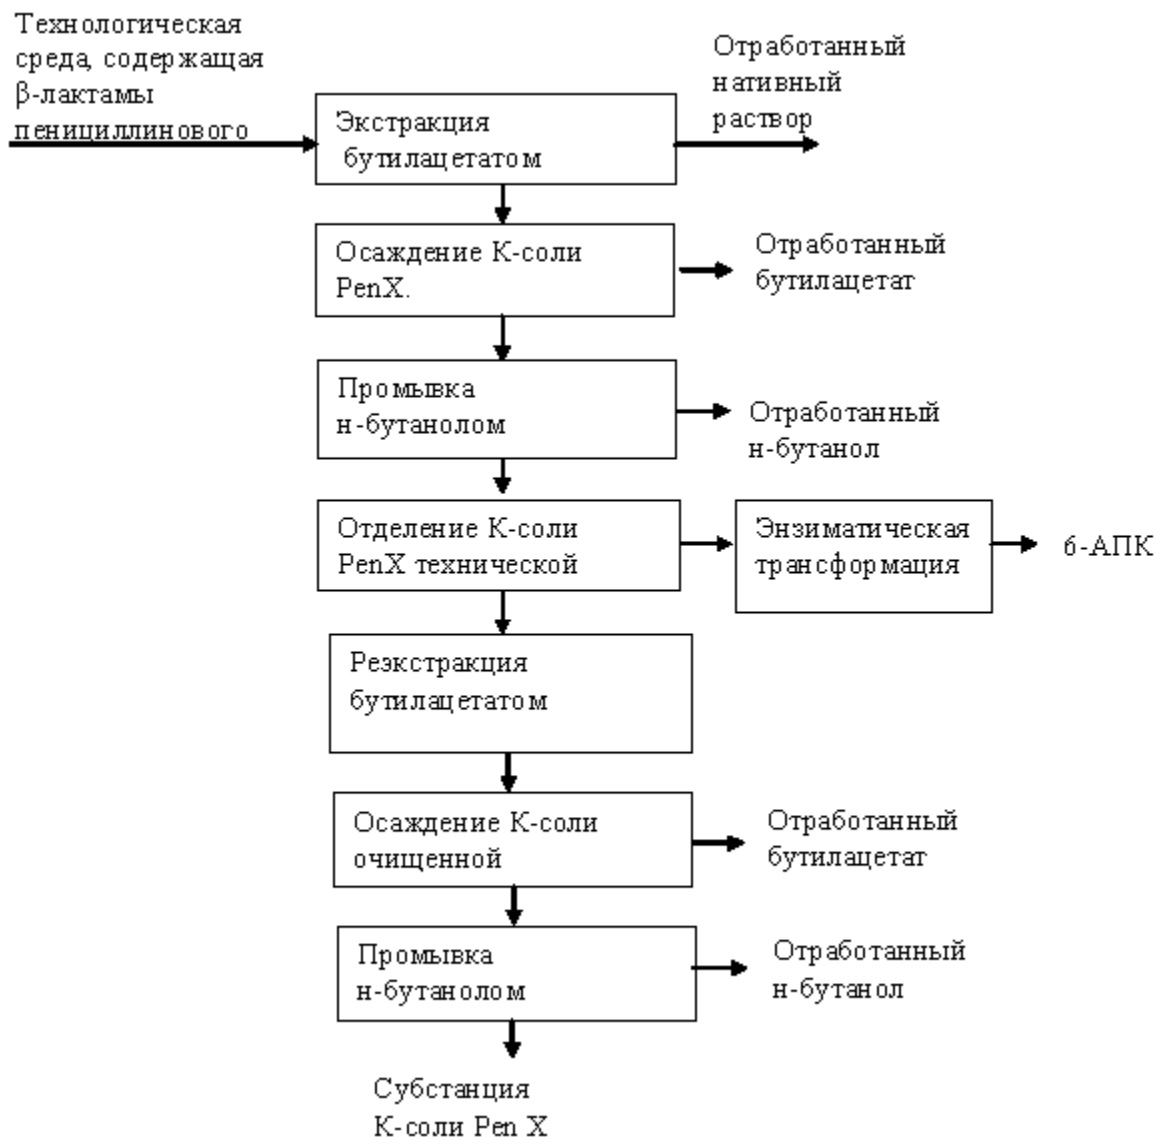 Технологическая
среда, содержащая
β-лактамы
пенициллинового
Отработанный
нативный
раствор
Экстракция
бутилацетатом
Осаждение К-соли
PenX.
Отработанный
бутилацетат
Промывка
н-бутанолом
Отработанный
н-бутанол
Отделение К-соли
PenX технической
Энзиматическая
трансформация
6-АПК
Реэкстракция
бутилацетатом
Осаждение К-соли
очищенной
Отработанный
бутилацетат
Промывка
н-бутанолом
Отработанный
н-бутанол
Субстанция
К-соли Pen X